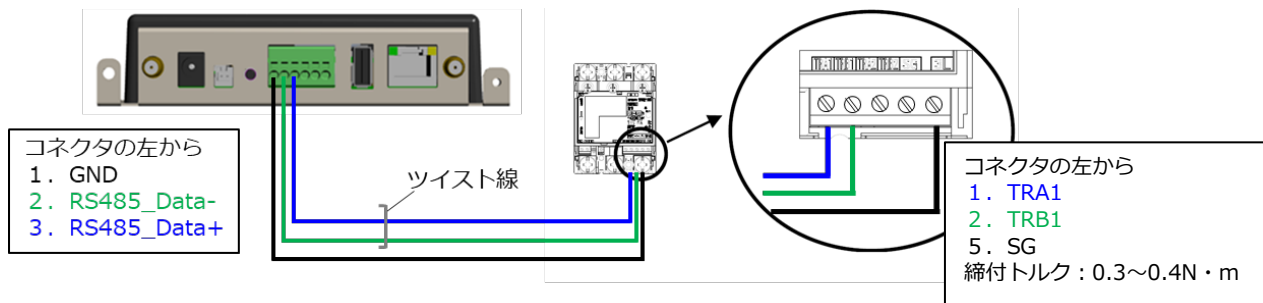 コネクタの左から
1. GND
2. RS485_Data-
3. RS485_Data+
ツイスト線
コネクタの左から
1. TRA1
2. TRB1
5. SG
締付トルク：0.3～0.4N・m